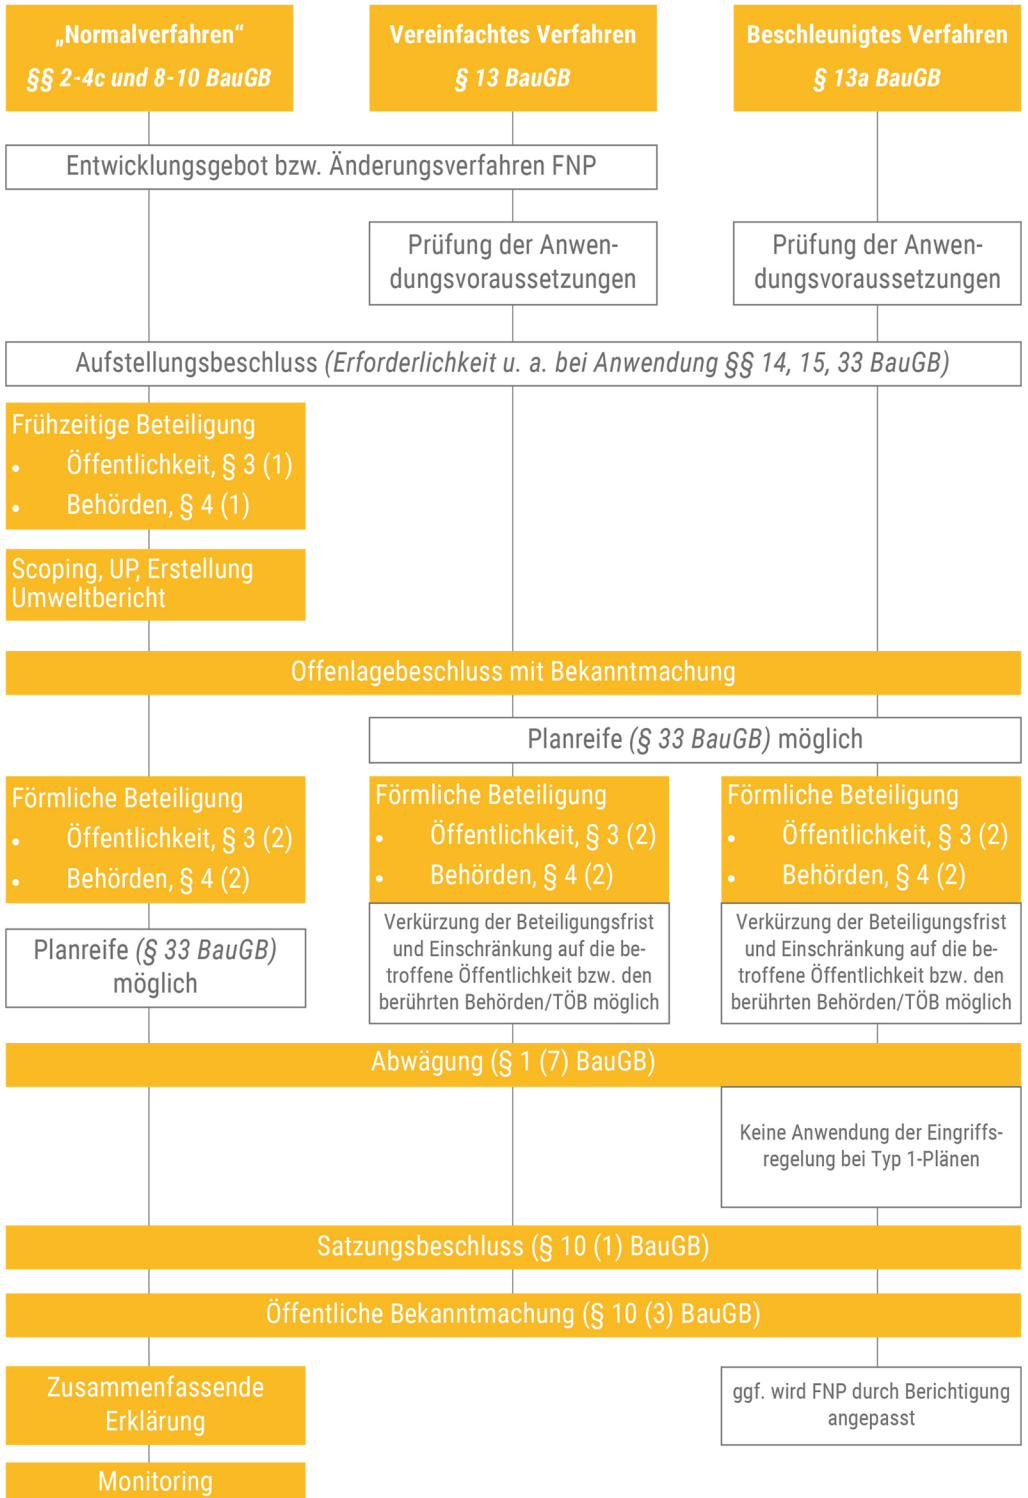 „Normalverfahren“
§§ 2-4c und 8-10 BauGB
Vereinfachtes Verfahren
§ 13 BauGB
Beschleunigtes Verfahren
§ 13a BauGB
Entwicklungsgebot bzw. Änderungsverfahren FNP
Prüfung der Anwen-
dungsvoraussetzungen
Prüfung der Anwen-
dungsvoraussetzungen
Aufstellungsbeschluss (Erforderlichkeit u. a. bei Anwendung §§ 14, 15, 33 BauGB)
Frühzeitige Beteiligung
• Öffentlichkeit, § 3 (1)
• Behörden, § 4 (1)
Scoping, UP, Erstellung
Umweltbericht
Offenlagebeschluss mit Bekanntmachung
Planreife (§ 33 BauGB) möglich
Förmliche Beteiligung
• Öffentlichkeit, § 3 (2)
• Behörden, § 4 (2)
Planreife (§ 33 BauGB)
möglich
Förmliche Beteiligung
• Öffentlichkeit, § 3 (2)
• Behörden, § 4 (2)
Verkürzung der Beteiligungsfrist
und Einschränkung auf die be-
troffene Öffentlichkeit bzw. den
berührten Behörden/TÖB möglich
Förmliche Beteiligung
• Öffentlichkeit, § 3 (2)
• Behörden, § 4 (2)
Verkürzung der Beteiligungsfrist
und Einschränkung auf die be-
troffene Öffentlichkeit bzw. den
berührten Behörden/TÖB möglich
Abwägung (§ 1 (7) BauGB)
Keine Anwendung der Eingriffs-
regelung bei Typ 1-Plänen
Satzungsbeschluss (§ 10 (1) BauGB)
Öffentliche Bekanntmachung (§ 10 (3) BauGB)
Zusammenfassende
Erklärung
ggf. wird FNP durch Berichtigung
angepasst
Monitoring